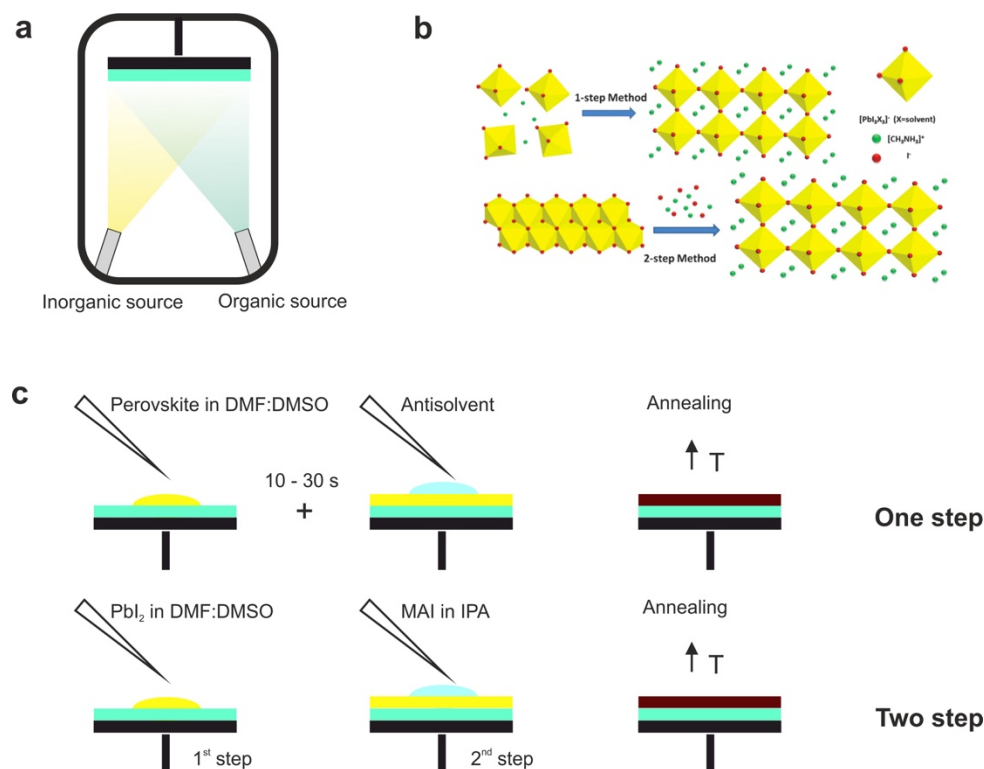 a
Inorganic source
Organic source
b
1-step Method
[PbI₃X₃]⁻ (X=solvent)
[CH₃NH₃]⁺
I⁻
2-step Method
c
Perovskite in DMF:DMSO
Antisolvent
Annealing
10 - 30 s
+
T
One step
PbI₂ in DMF:DMSO
MAI in IPA
Annealing
T
Two step
1ˢᵗ step
2ⁿᵈ step